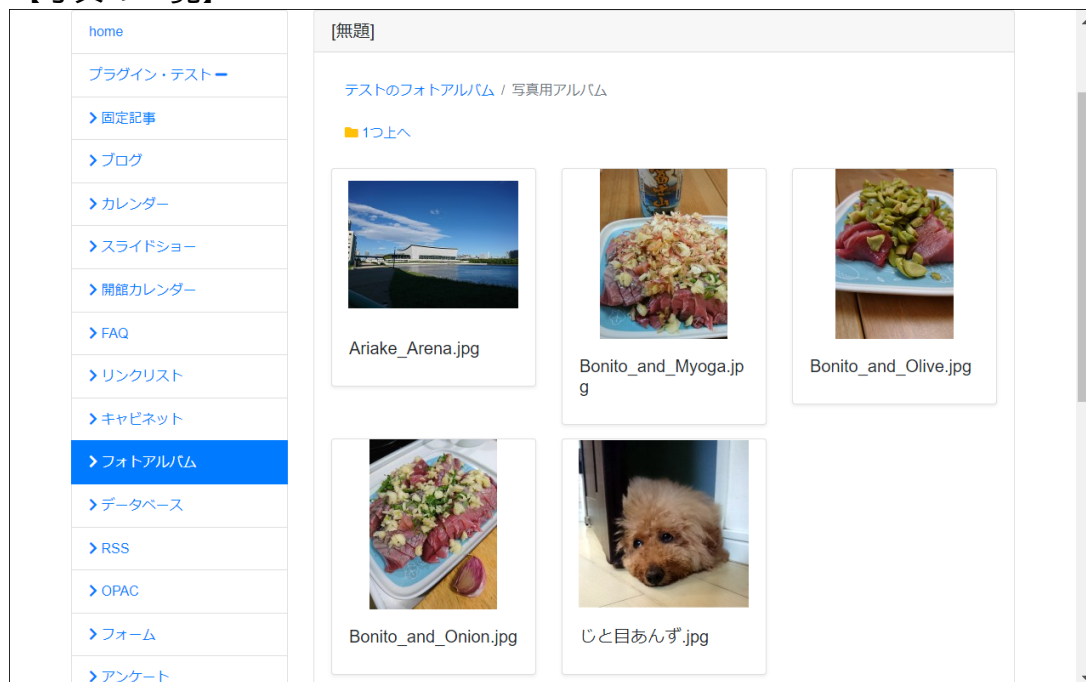 home
プラグイン・テスト
固定記事
ブログ
カレンダー
スライドショー
開館カレンダー
FAQ
リンクリスト
キャビネット
フォトアルバム
データベース
RSS
OPAC
フォーム
アンケート
[無題]
テストのフォトアルバム / 写真用アルバム
1つ上へ
Ariake_Arena.jpg
Bonito_and_Myoga.jp
g
Bonito_and_Olive.jpg
Bonito_and_Onion.jpg
じと目あんず.jpg